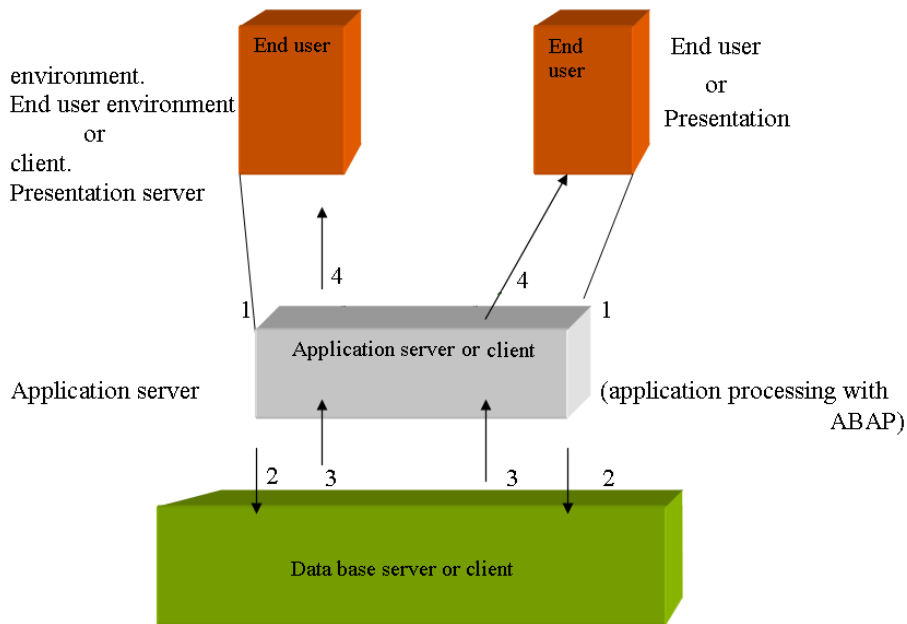 End user
End
user
End user
or
Presentation
environment.
End user environment
or
client.
Presentation server
4
4
1
1
Application server or client
Application server
(application processing with
ABAP)
2
3
3
2
Data base server or client